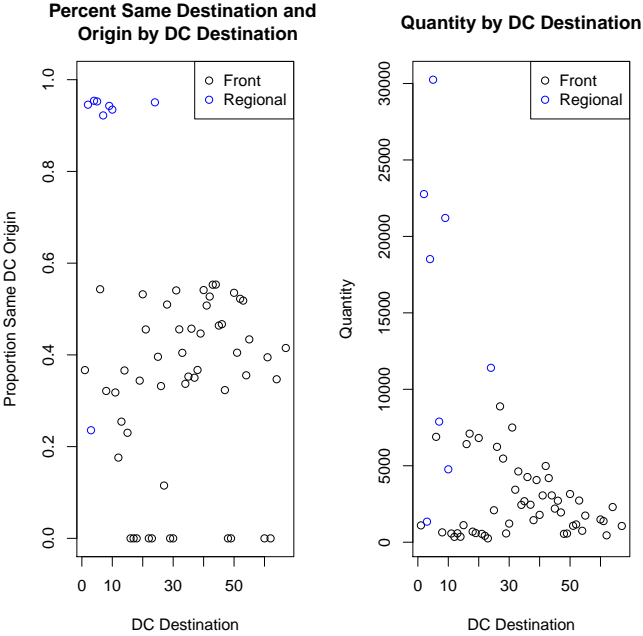 Percent Same Destination and
Origin by DC Destination
Proportion Same DC Origin
1.0
0.8
0.6
0.4
0.2
0.0
0 10 30 50
DC Destination
Front
Regional
Quantity by DC Destination
Quantity
30000
25000
20000
15000
10000
5000
0
0 10 30 50
DC Destination
Front
Regional